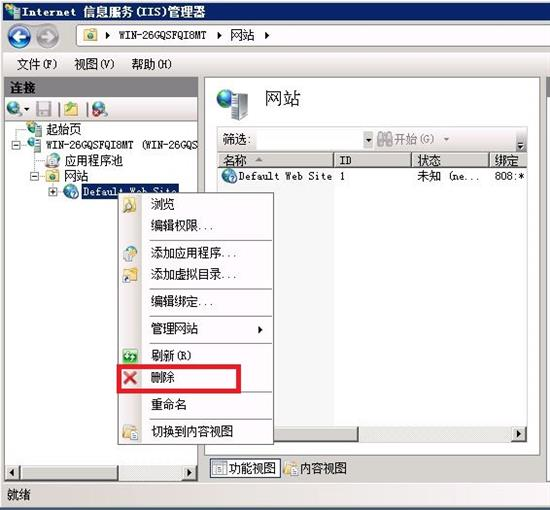 Internet 信息服务(IIS)管理器
WIN-26GQSFQI8MT
网站
文件(F) 视图(V) 帮助(H)
连接
起始页
WIN-26GQSFQI8MT (WIN-26GQS
应用程序池
网站
Default Web Site
浏览
编辑权限...
添加应用程序...
添加虚拟目录...
编辑绑定...
管理网站
刷新(R)
删除
重命名
切换到内容视图
网站
筛选: 开始(G)
名称 ID 状态 绑定
Default Web Site 1 未知 (ne... 808:*
功能视图 内容视图
就绪